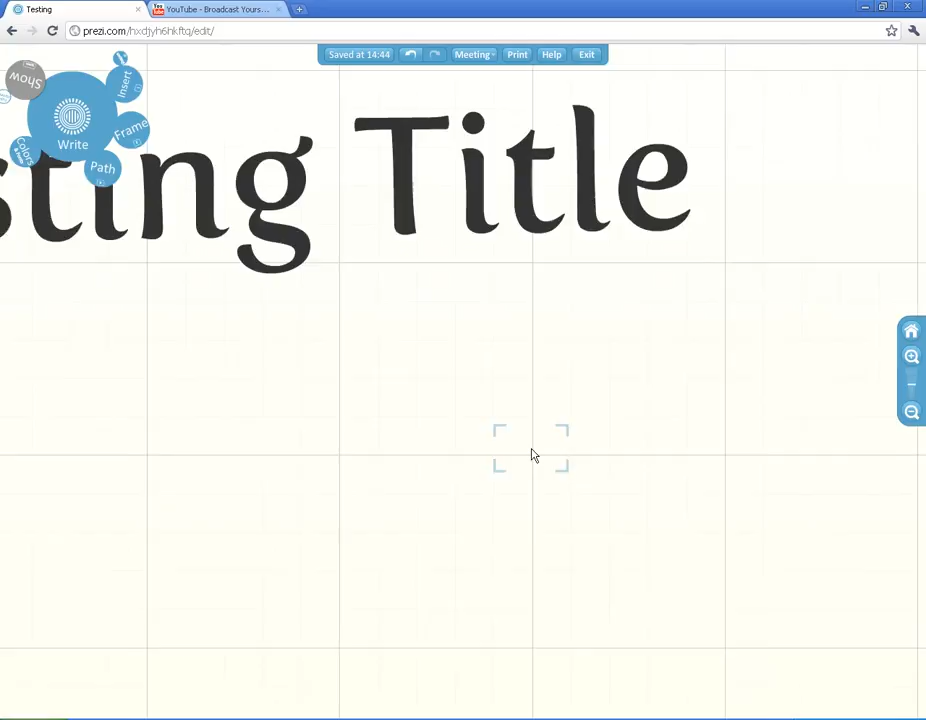 Testing
YouTube - Broadcast Yours...
prezi.com/hxdjyh6hkftq/edit/
Saved at 14:44
Meeting
Print
Help
Exit
Show
Insert
Frame
Write
Colors
Path
sting Title